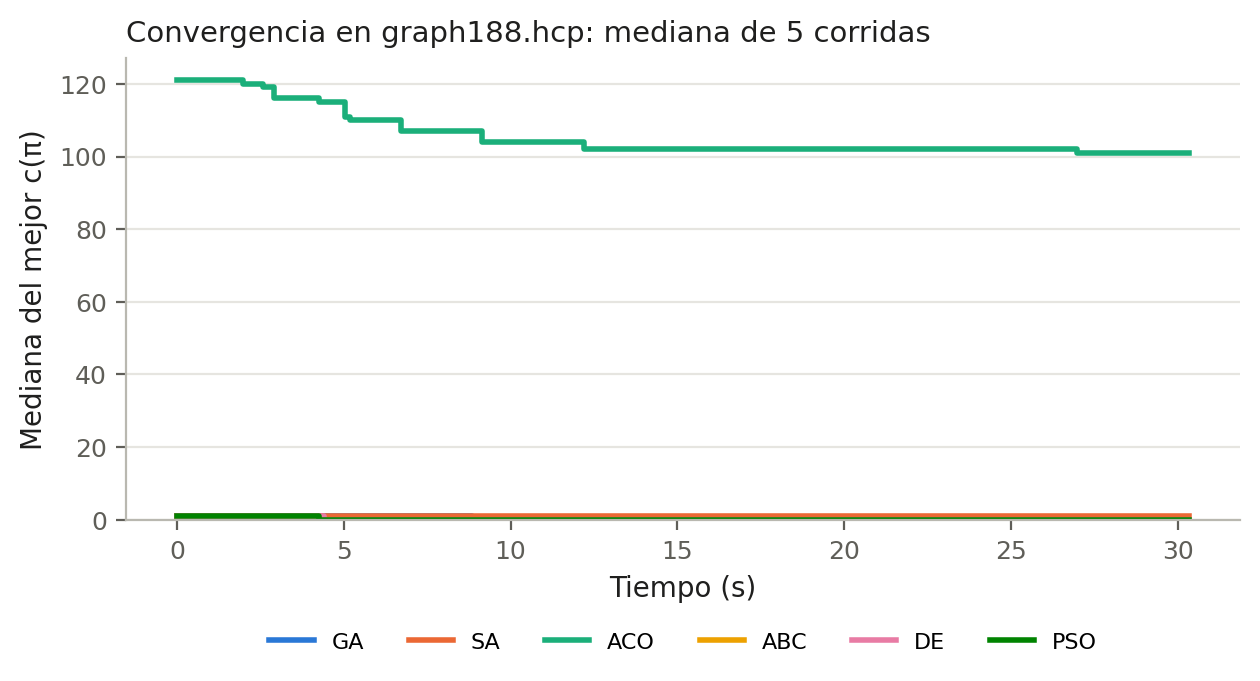 Convergencia en graph188.hcp: mediana de 5 corridas
Mediana del mejor c(π)
120
100
80
60
40
20
0
0 5 10 15 20 25 30
Tiempo (s)
GA SA ACO ABC DE PSO